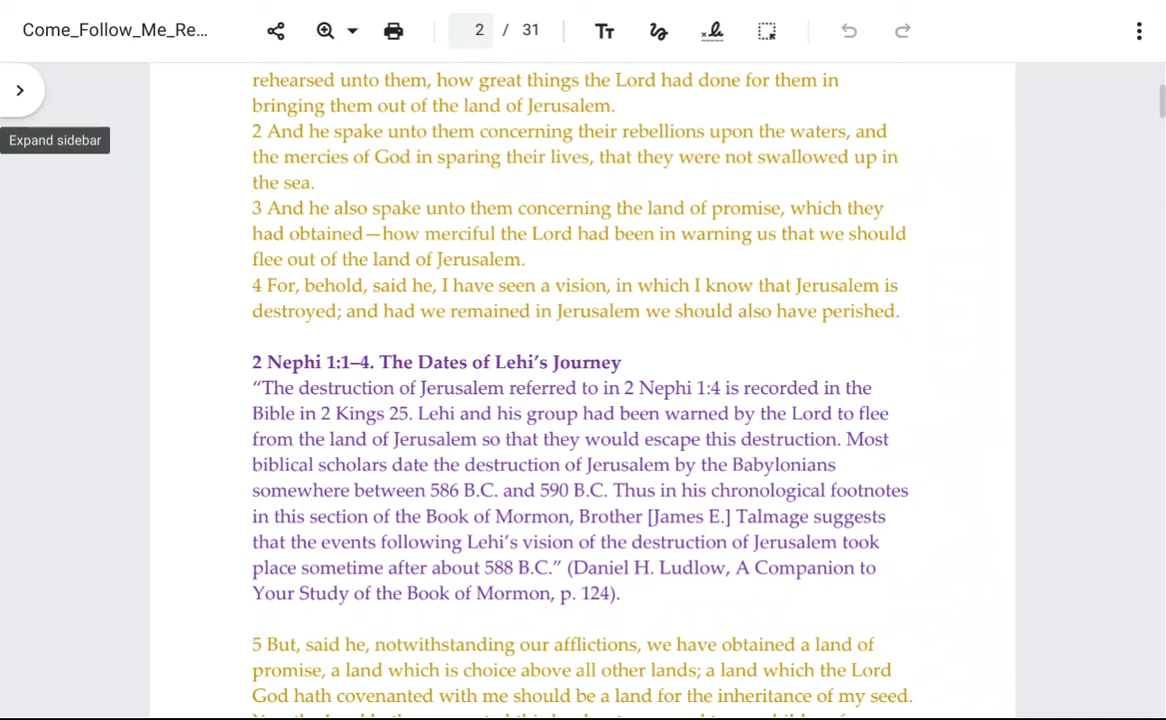 Come_Follow_Me_Re...
2 / 31
Expand sidebar
rehearsed unto them, how great things the Lord had done for them in
bringing them out of the land of Jerusalem.
2 And he spake unto them concerning their rebellions upon the waters, and
the mercies of God in sparing their lives, that they were not swallowed up in
the sea.
3 And he also spake unto them concerning the land of promise, which they
had obtained—how merciful the Lord had been in warning us that we should
flee out of the land of Jerusalem.
4 For, behold, said he, I have seen a vision, in which I know that Jerusalem is
destroyed; and had we remained in Jerusalem we should also have perished.
2 Nephi 1:1–4. The Dates of Lehi’s Journey
“The destruction of Jerusalem referred to in 2 Nephi 1:4 is recorded in the
Bible in 2 Kings 25. Lehi and his group had been warned by the Lord to flee
from the land of Jerusalem so that they would escape this destruction. Most
biblical scholars date the destruction of Jerusalem by the Babylonians
somewhere between 586 B.C. and 590 B.C. Thus in his chronological footnotes
in this section of the Book of Mormon, Brother [James E.] Talmage suggests
that the events following Lehi’s vision of the destruction of Jerusalem took
place sometime after about 588 B.C.” (Daniel H. Ludlow, A Companion to
Your Study of the Book of Mormon, p. 124).
5 But, said he, notwithstanding our afflictions, we have obtained a land of
promise, a land which is choice above all other lands; a land which the Lord
God hath covenanted with me should be a land for the inheritance of my seed.